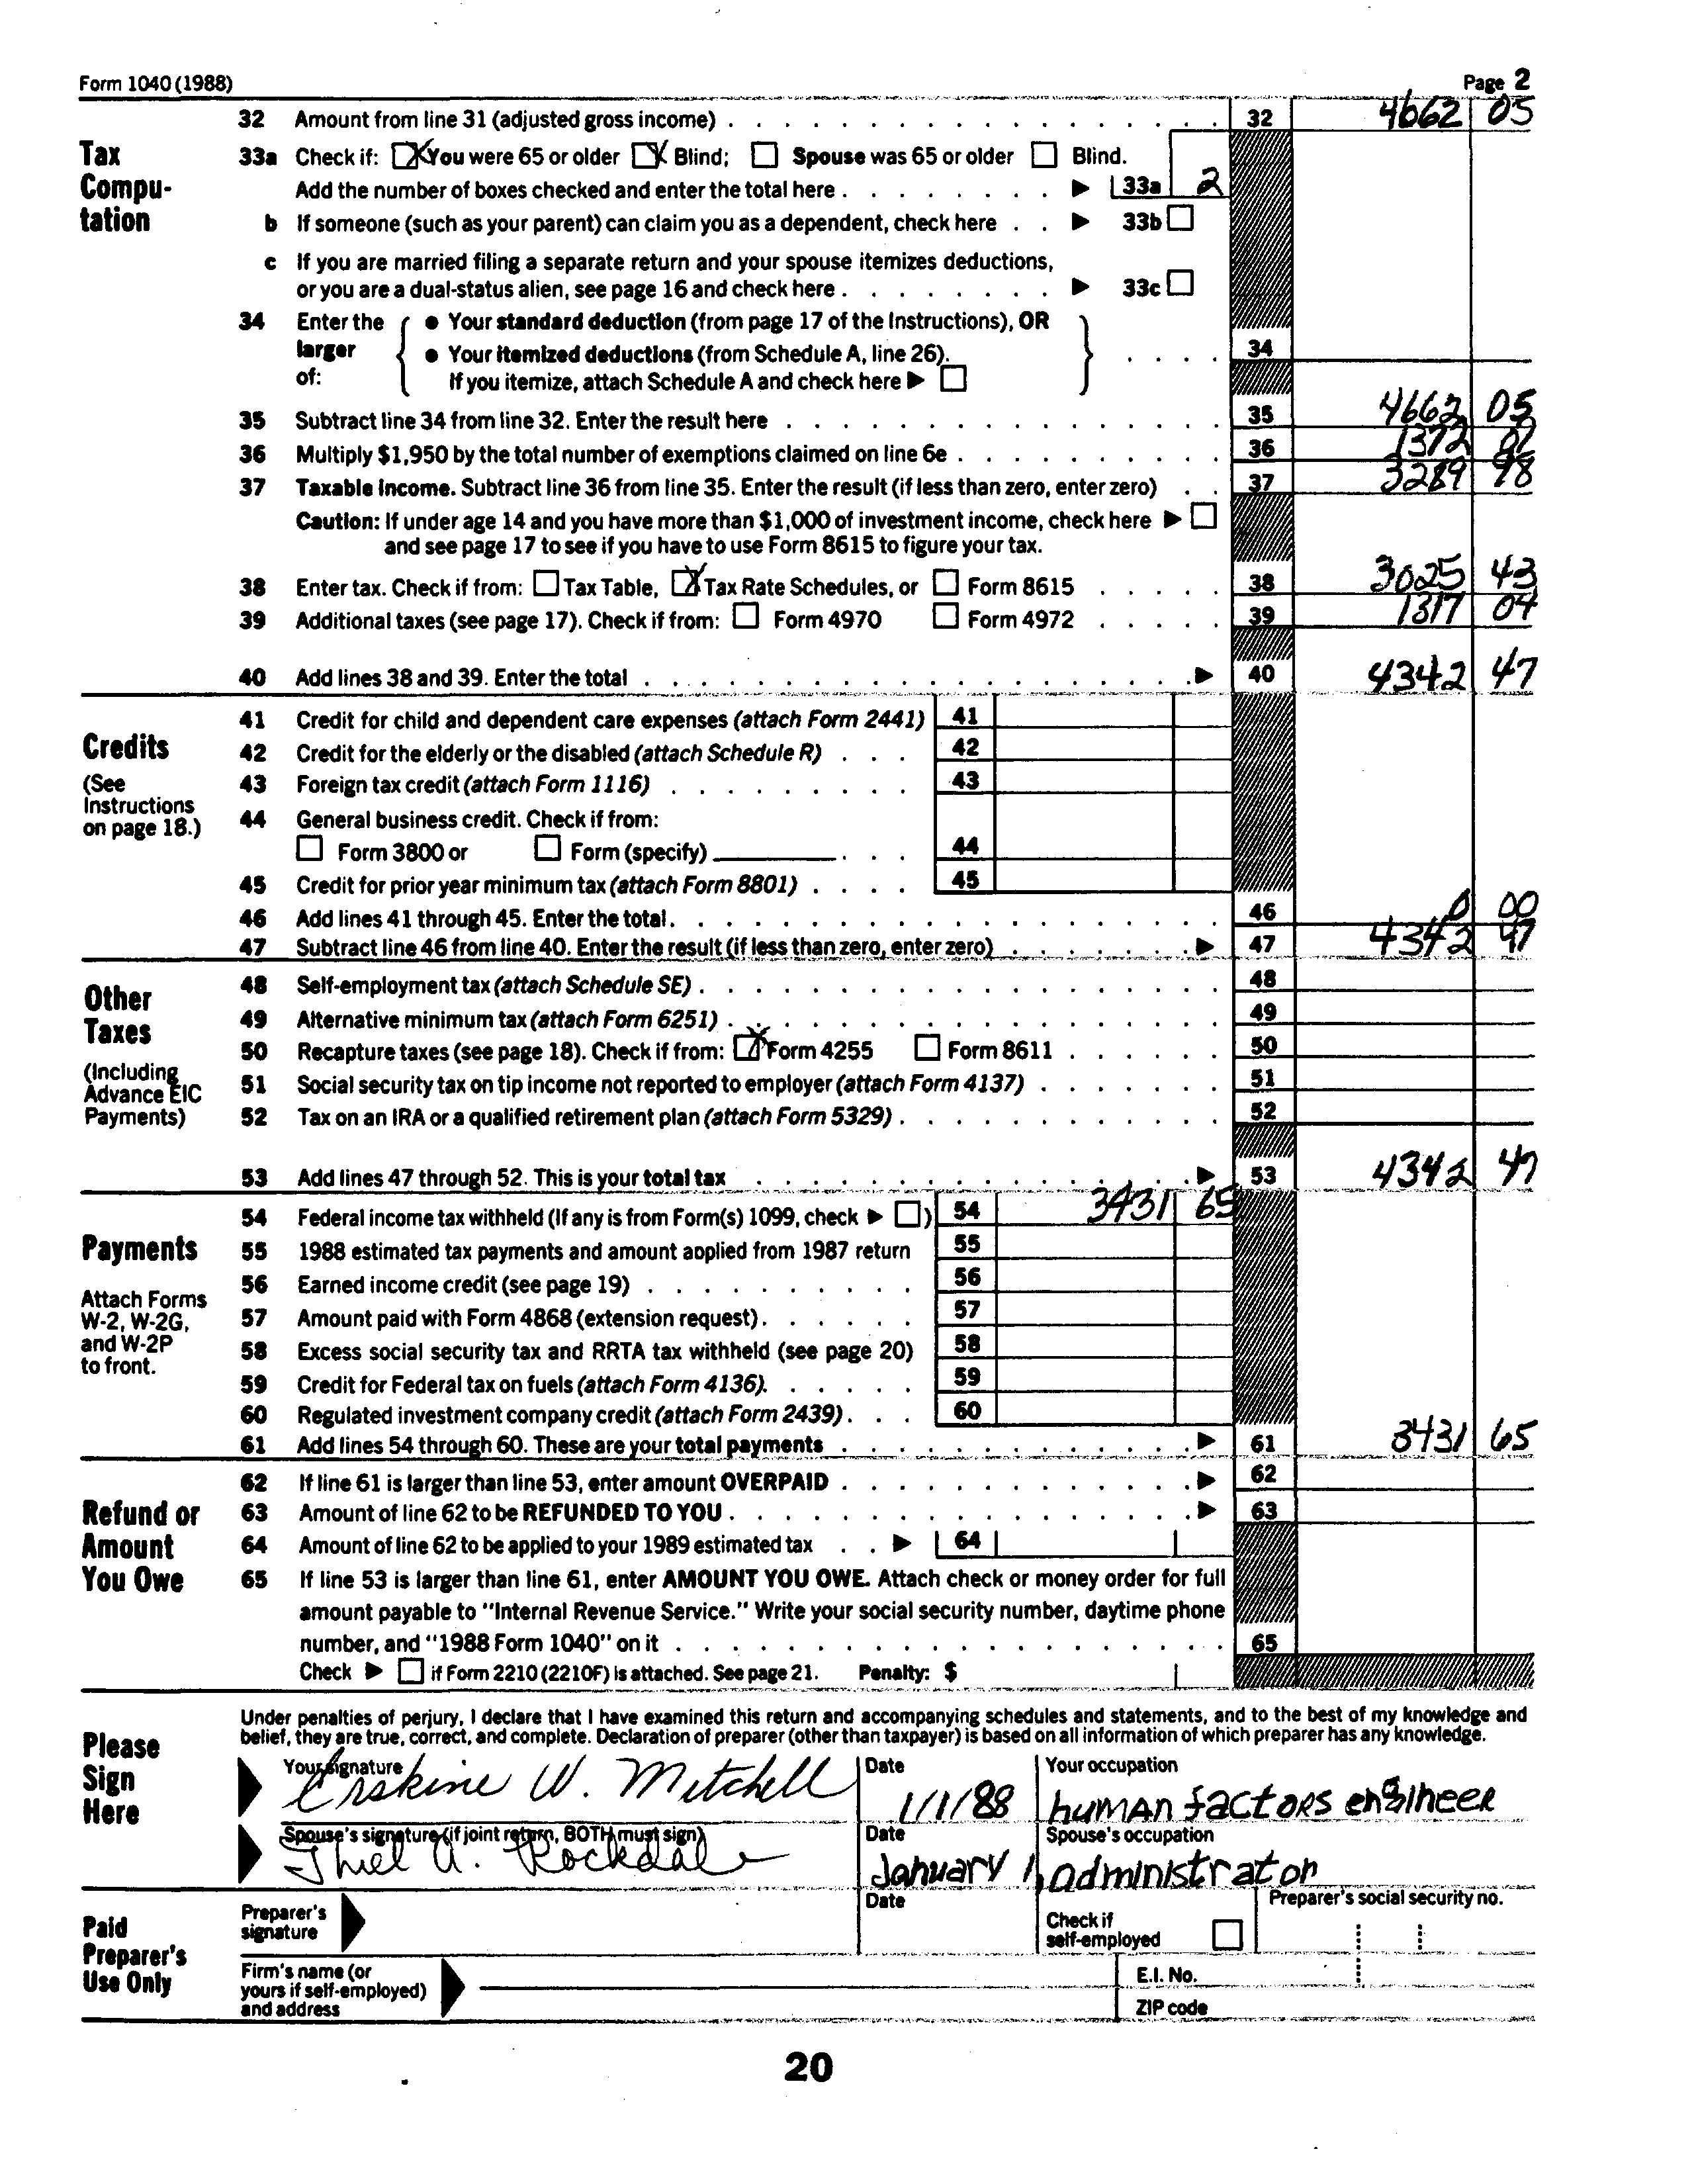 Form 1040 (1988) Page 2
32 Amount from line 31 (adjusted gross income) 32 4662 05
Tax Compu-tation
33a Check if: X You were 65 or older X Blind; Spouse was 65 or older Blind.
Add the number of boxes checked and enter the total here ▶ 33a 2
b If someone (such as your parent) can claim you as a dependent, check here ▶ 33b
c If you are married filing a separate return and your spouse itemizes deductions,
or you are a dual-status alien, see page 16 and check here ▶ 33c
34 Enter the larger of:
● Your standard deduction (from page 17 of the Instructions), OR
● Your itemized deductions (from Schedule A, line 26). 34
If you itemize, attach Schedule A and check here ▶
35 Subtract line 34 from line 32. Enter the result here 35 4662 05
36 Multiply $1,950 by the total number of exemptions claimed on line 6e 36 1372 07
37 Taxable Income. Subtract line 36 from line 35. Enter the result (if less than zero, enter zero) 37 3289 98
Caution: If under age 14 and you have more than $1,000 of investment income, check here ▶
and see page 17 to see if you have to use Form 8615 to figure your tax.
38 Enter tax. Check if from: Tax Table, X Tax Rate Schedules, or Form 8615 38 3025 43
39 Additional taxes (see page 17). Check if from: Form 4970 Form 4972 39 1317 04
40 Add lines 38 and 39. Enter the total ▶ 40 4342 47
Credits
(See Instructions on page 18.)
41 Credit for child and dependent care expenses (attach Form 2441) 41
42 Credit for the elderly or the disabled (attach Schedule R) 42
43 Foreign tax credit (attach Form 1116) 43
44 General business credit. Check if from:
Form 3800 or Form (specify) 44
45 Credit for prior year minimum tax (attach Form 8801) 45
46 Add lines 41 through 45. Enter the total. 46 0 00
47 Subtract line 46 from line 40. Enter the result (if less than zero, enter zero) ▶ 47 4342 47
Other Taxes
(Including Advance EIC Payments)
48 Self-employment tax (attach Schedule SE) 48
49 Alternative minimum tax (attach Form 6251) 49
50 Recapture taxes (see page 18). Check if from: X Form 4255 Form 8611 50
51 Social security tax on tip income not reported to employer (attach Form 4137) 51
52 Tax on an IRA or a qualified retirement plan (attach Form 5329) 52
53 Add lines 47 through 52. This is your total tax ▶ 53 4342 47
Payments
Attach Forms W-2, W-2G, and W-2P to front.
54 Federal income tax withheld (If any is from Form(s) 1099, check ▶ ) 54 3431 65
55 1988 estimated tax payments and amount applied from 1987 return 55
56 Earned income credit (see page 19) 56
57 Amount paid with Form 4868 (extension request) 57
58 Excess social security tax and RRTA tax withheld (see page 20) 58
59 Credit for Federal tax on fuels (attach Form 4136). 59
60 Regulated investment company credit (attach Form 2439) 60
61 Add lines 54 through 60. These are your total payments ▶ 61 3431 65
Refund or Amount You Owe
62 If line 61 is larger than line 53, enter amount OVERPAID ▶ 62
63 Amount of line 62 to be REFUNDED TO YOU ▶ 63
64 Amount of line 62 to be applied to your 1989 estimated tax ▶ 64
65 If line 53 is larger than line 61, enter AMOUNT YOU OWE. Attach check or money order for full
amount payable to "Internal Revenue Service." Write your social security number, daytime phone
number, and "1988 Form 1040" on it 65
Check ▶ if Form 2210 (2210F) is attached. See page 21. Penalty: $
Please Sign Here
Under penalties of perjury, I declare that I have examined this return and accompanying schedules and statements, and to the best of my knowledge and
belief, they are true, correct, and complete. Declaration of preparer (other than taxpayer) is based on all information of which preparer has any knowledge.
Your signature Date Your occupation
Erskine W. Mitchell 1/1/88 human factors engineer
Spouse's signature (if joint return, BOTH must sign) Date Spouse's occupation
Thiel A. Rockdale January 1, administrator
Paid Preparer's Use Only
Preparer's signature Date Check if self-employed Preparer's social security no.
Firm's name (or yours if self-employed) and address E.I. No.
ZIP code
20